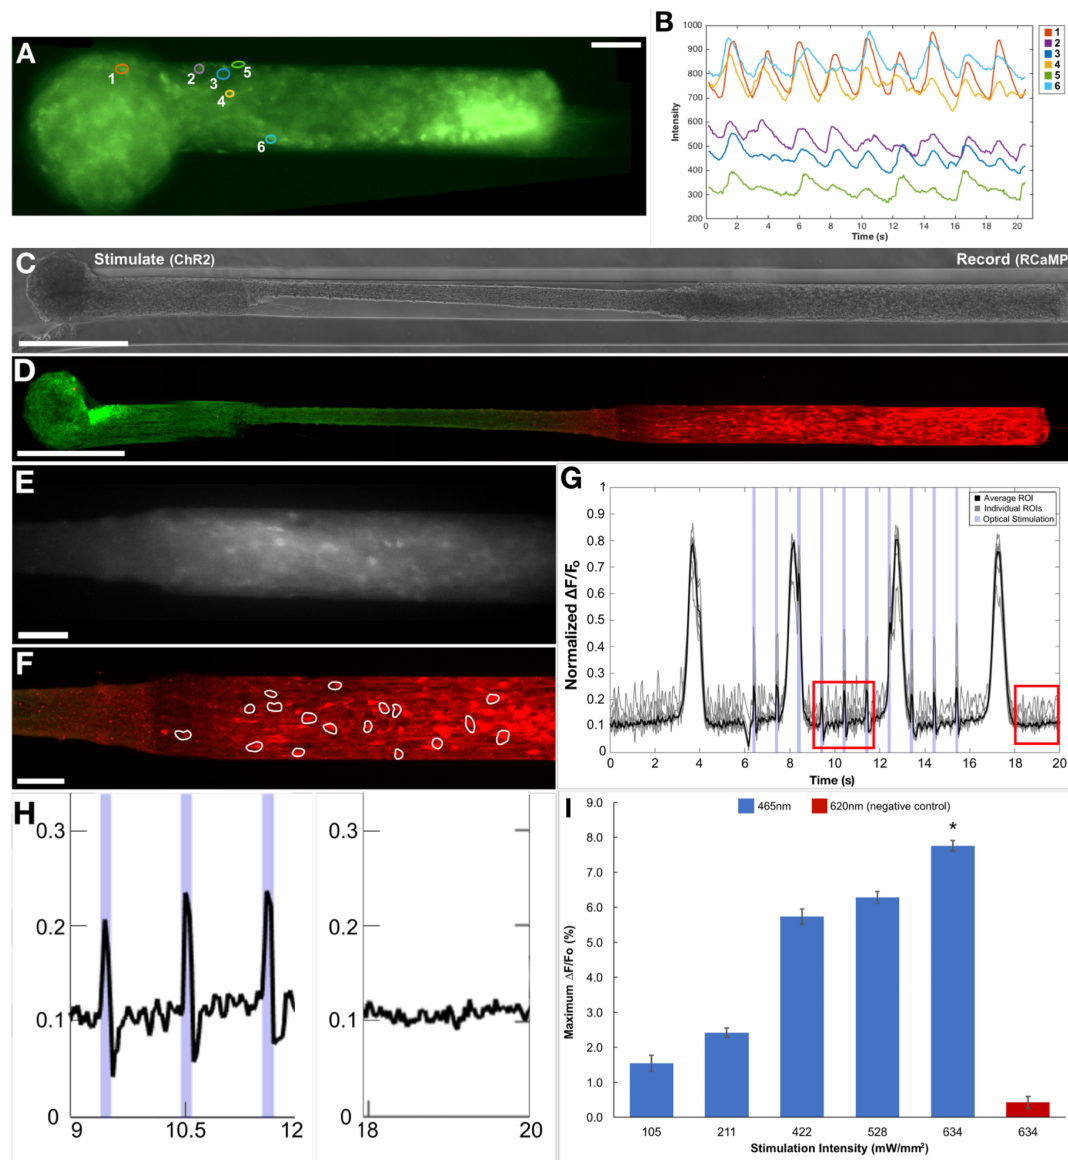 A
1
2
3
4
5
6
B
1000
900
800
700
600
500
400
300
200
Intensity
0 2 4 6 8 10 12 14 16 18 20
Time (s)
1
2
3
4
5
6
C
Stimulate (ChR2)
Record (RCaMP
D
E
F
G
1
0.9
0.8
0.7
0.6
0.5
0.4
0.3
0.2
0.1
0
Normalized ΔF/Fo
0 2 4 6 8 10 12 14 16 18 20
Time (s)
Average ROI
Individual ROIs
Optical Stimulation
H
0.3
0.2
0.1
0
9 10.5 12
0.3
0.2
0.1
0
18 20
I
465nm
620nm (negative control)
9.0
8.0
7.0
6.0
5.0
4.0
3.0
2.0
1.0
0.0
Maximum ΔF/Fo (%)
*
105 211 422 528 634 634
Stimulation Intensity (mW/mm²)